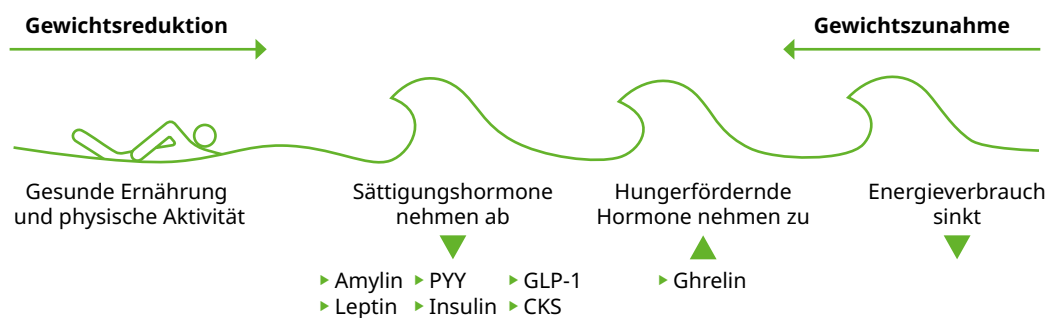 Gewichtsreduktion
Gewichtszunahme
Gesunde Ernährung
und physische Aktivität
Sättigungshormone
nehmen ab
Hungerfördernde
Hormone nehmen zu
Energieverbrauch
sinkt
Amylin PYY GLP-1
Leptin Insulin CKS
Ghrelin